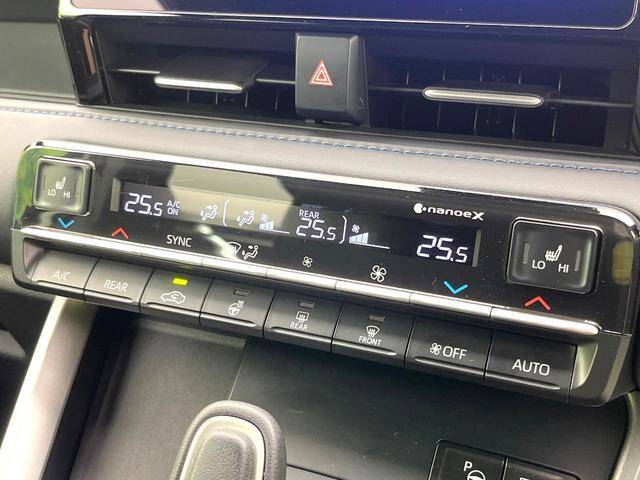 LO HI
25.5 A/C ON
REAR 25.5
nanoeX
25.5
LO HI
SYNC
A/C
REAR
REAR
FRONT
OFF
AUTO
P